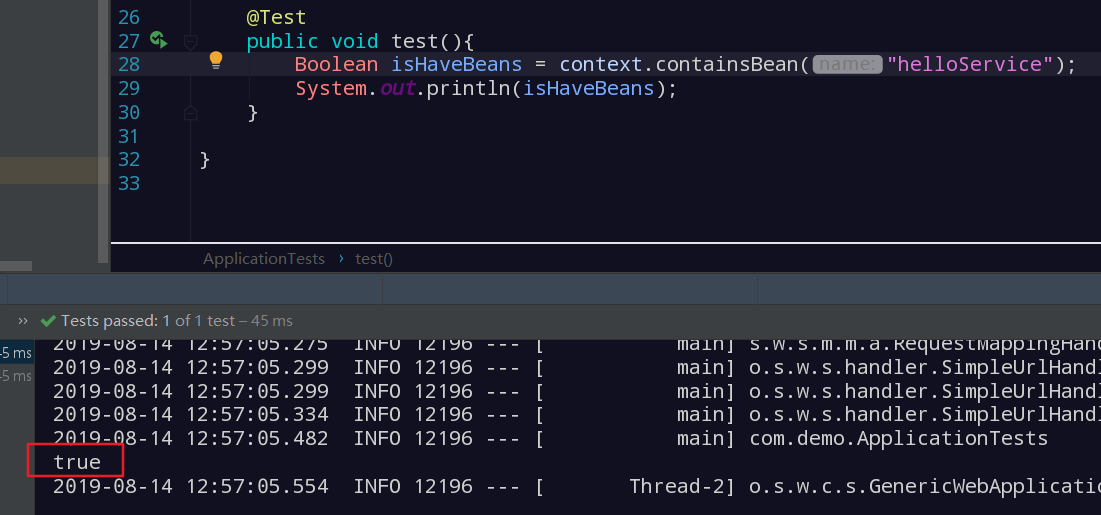 26 @Test
27 public void test(){
28 Boolean isHaveBeans = context.containsBean( name: "helloService");
29 System.out.println(isHaveBeans);
30 }
31
32 }
33
ApplicationTests › test()
›› Tests passed: 1 of 1 test – 45 ms
2019-08-14 12:57:05.275 INFO 12196 --- [ main] s.w.s.m.m.a.RequestMappingHand
-5 ms 2019-08-14 12:57:05.299 INFO 12196 --- [ main] o.s.w.s.handler.SimpleUrlHandl
-5 ms 2019-08-14 12:57:05.299 INFO 12196 --- [ main] o.s.w.s.handler.SimpleUrlHandl
2019-08-14 12:57:05.334 INFO 12196 --- [ main] o.s.w.s.handler.SimpleUrlHandl
2019-08-14 12:57:05.482 INFO 12196 --- [ main] com.demo.ApplicationTests
true
2019-08-14 12:57:05.554 INFO 12196 --- [ Thread-2] o.s.w.c.s.GenericWebApplicatio